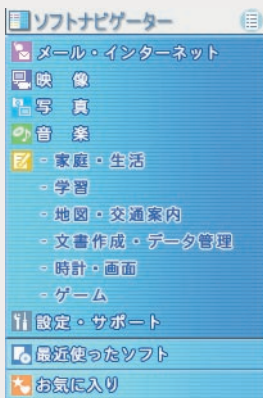 ソフトナビゲーター
メール・インターネット
映　像
写　真
音　楽
- 家庭・生活
- 学習
- 地図・交通案内
- 文書作成・データ管理
- 時計・画面
- ゲーム
設定・サポート
最近使ったソフト
お気に入り